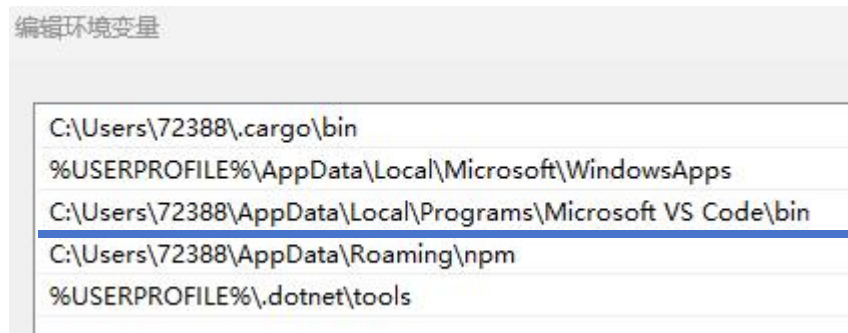 编辑环境变量
C:\Users\72388\.cargo\bin
%USERPROFILE%\AppData\Local\Microsoft\WindowsApps
C:\Users\72388\AppData\Local\Programs\Microsoft VS Code\bin
C:\Users\72388\AppData\Roaming\npm
%USERPROFILE%\.dotnet\tools